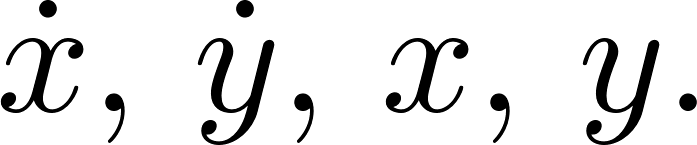 ẋ, ẏ, x, y.